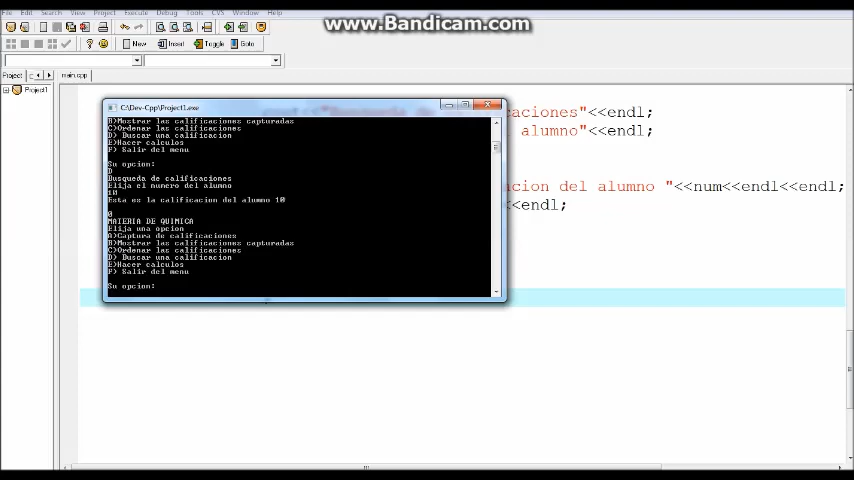 www.Bandicam.com
File Edit Search View Project Execute Debug Tools CVS Window Help
New Insert Toggle Goto
Project
main.cpp
Project1
C:\Dev-Cpp\Project1.exe
B)Mostrar las calificaciones capturadas
C)Ordenar las calificaciones
D) Buscar una calificacion
E)Hacer calculos
F) Salir del menu
Su opcion:
D
Busqueda de calificaciones
Elija el numero del alumno
10
Esta es la calificacion del alumno 10
0
MATERIA DE QUIMICA
Elija una opcion
A)Captura de calificaciones
B)Mostrar las calificaciones capturadas
C)Ordenar las calificaciones
D) Buscar una calificacion
E)Hacer calculos
F) Salir del menu
Su opcion:
caciones"<<endl;
alumno"<<endl;
acion del alumno "<<num<<endl<<endl;
<<endl;